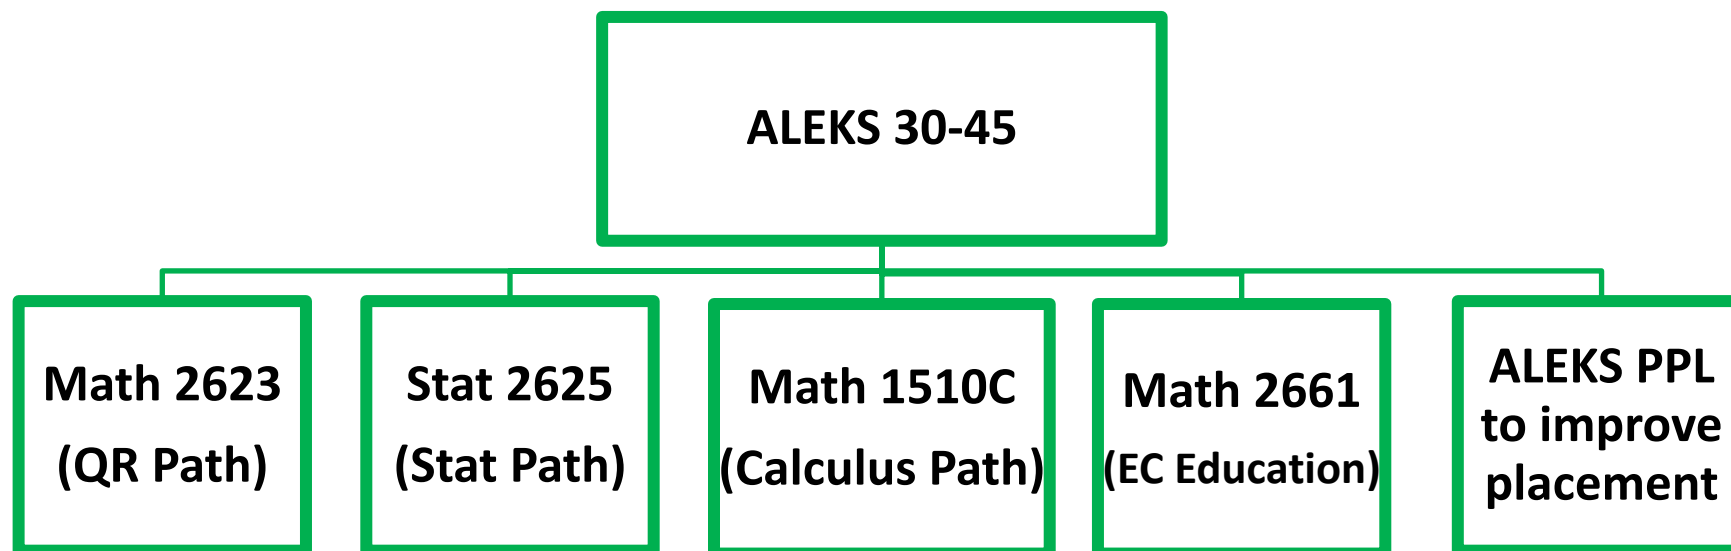 ALEKS 30-45
Math 2623
(QR Path)
Stat 2625
(Stat Path)
Math 1510C
(Calculus Path)
Math 2661
(EC Education)
ALEKS PPL
to improve
placement